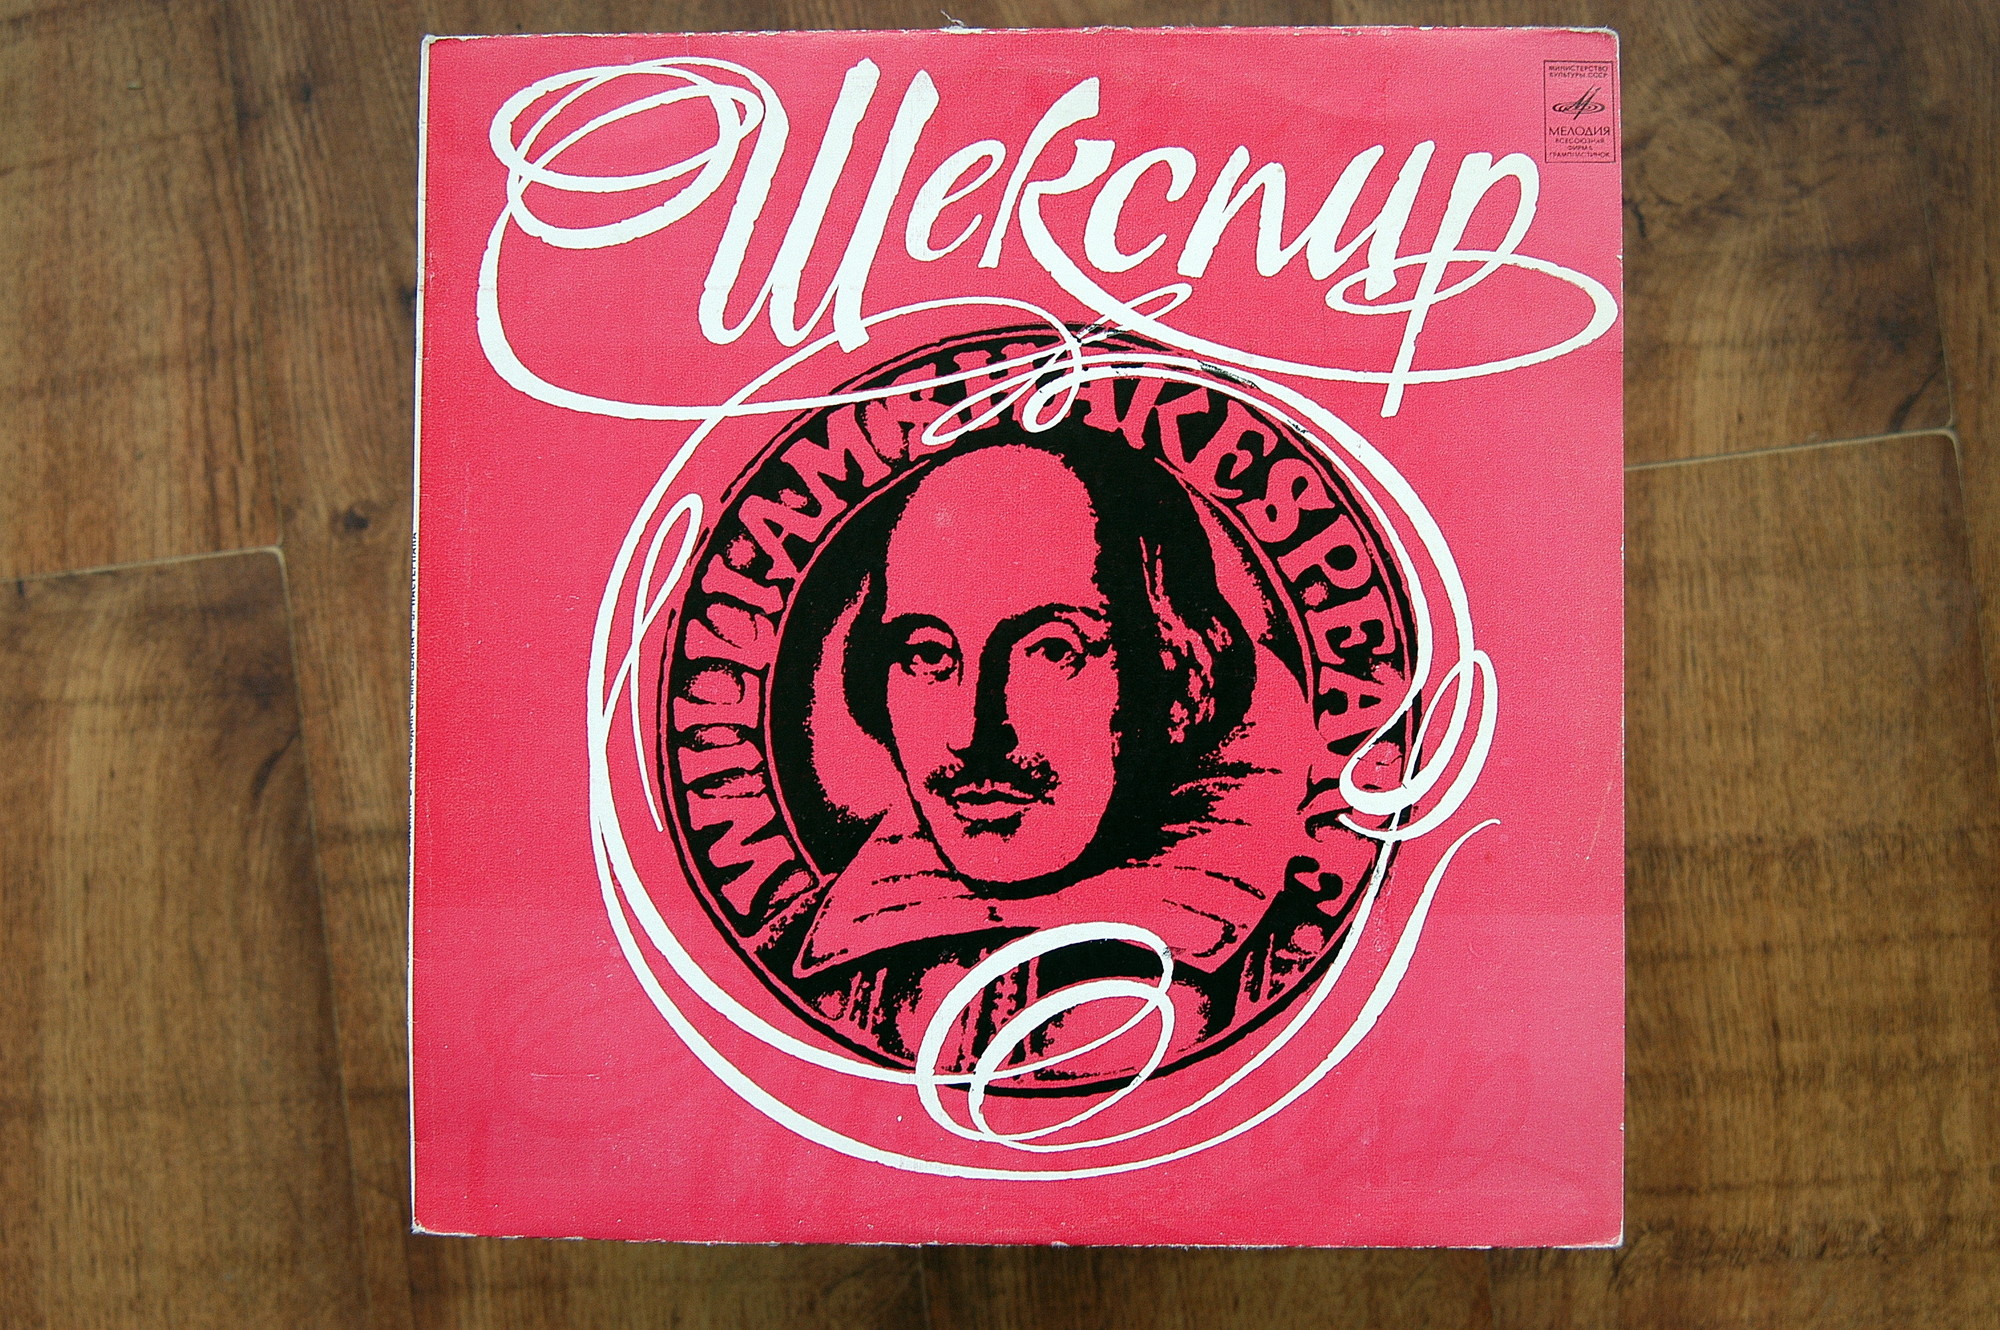 Шекспир
МИНИСТЕРСТВО
КУЛЬТУРЫ СССР
МЕЛОДИЯ
ВСЕСОЮЗНАЯ
ФИРМА
ГРАМПЛАСТИНОК
WILLIAM SHAKESPEARE